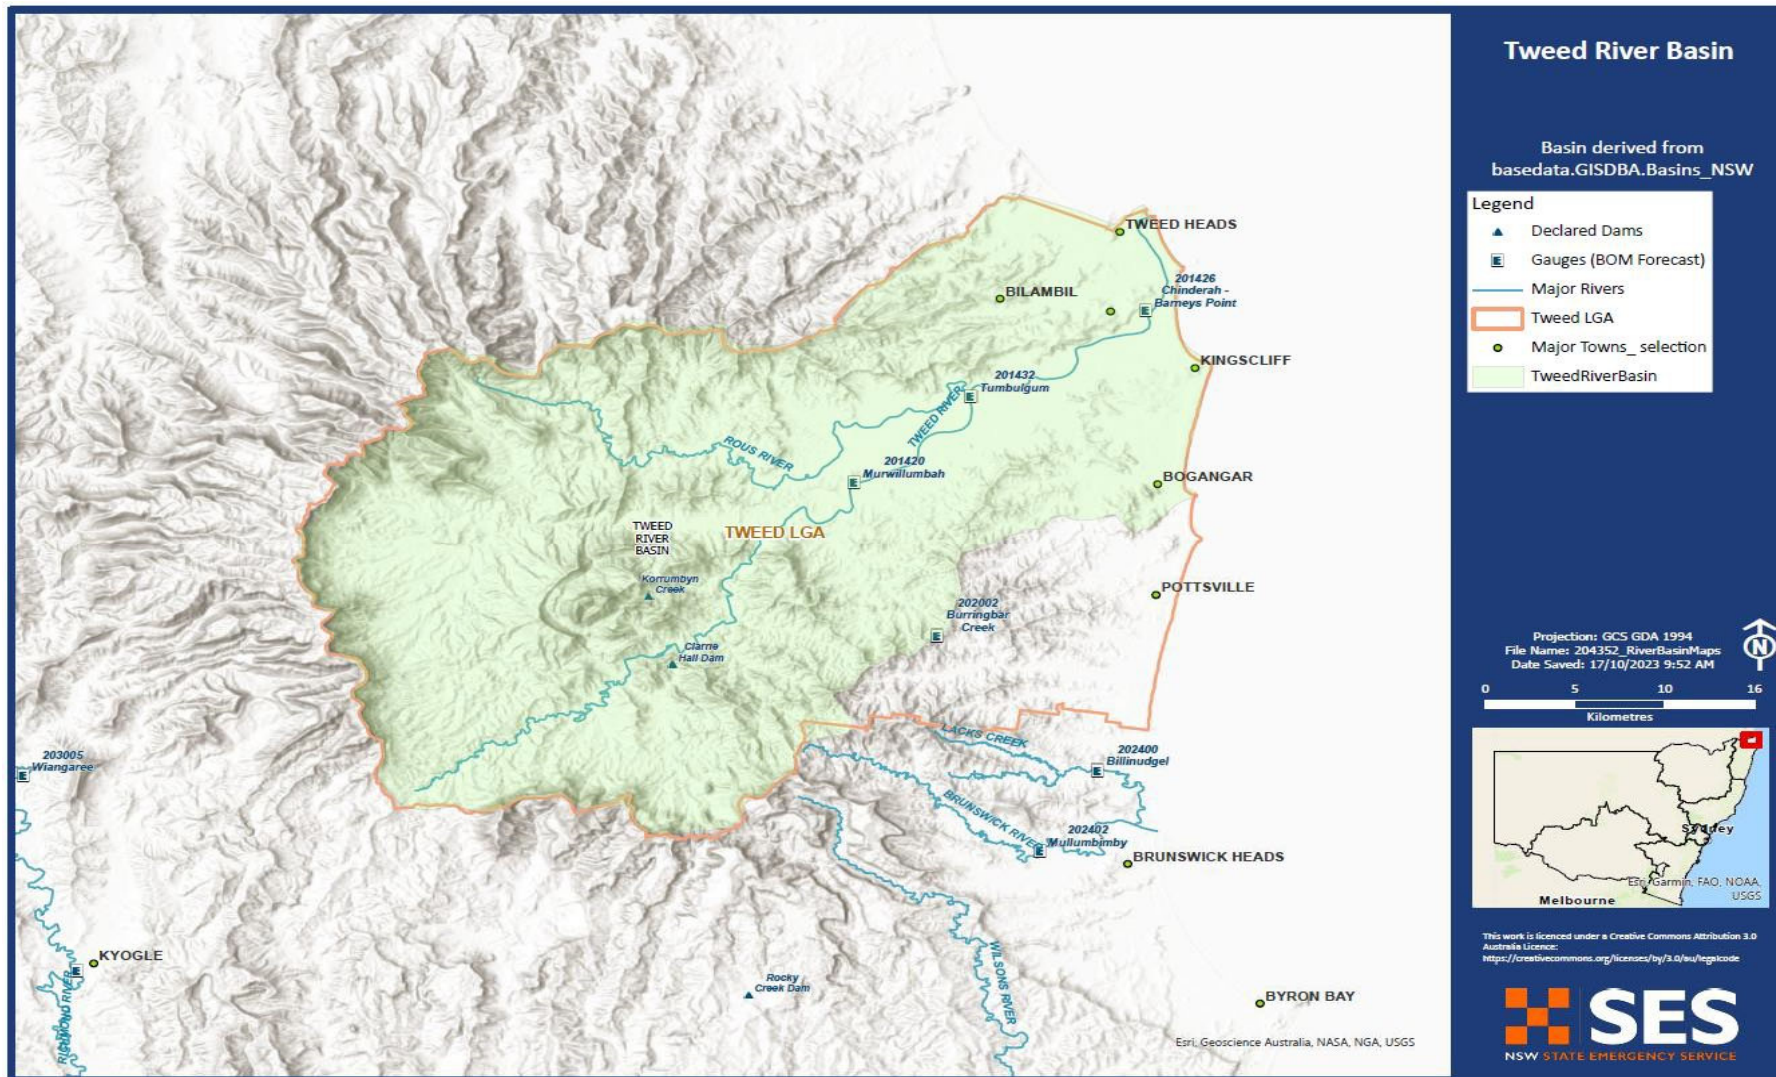 Tweed River Basin
Basin derived from
basedata.GISDBA.Basins_NSW
Legend
Declared Dams
Gauges (BOM Forecast)
Major Rivers
Tweed LGA
Major Towns_ selection
TweedRiverBasin
TWEED HEADS
BILAMBIL
201426
Chinderah -
Barneys Point
KINGSCLIFF
201432
Tumbulgum
TWEED RIVER
ROUS RIVER
201420
Murwillumbah
BOGANGAR
TWEED
RIVER
BASIN
TWEED LGA
Korrumbyn
Creek
POTTSVILLE
202002
Burringbar
Creek
Clarrie
Hall Dam
LACKS CREEK
202400
Billinudgel
203005
Wiangaree
BRUNSWICK RIVER
202402
Mullumbimby
BRUNSWICK HEADS
KYOGLE
RICHMOND RIVER
WILSONS RIVER
Rocky
Creek Dam
BYRON BAY
Esri, Geoscience Australia, NASA, NGA, USGS
Projection: GCS GDA 1994
File Name: 204352_RiverBasinMaps
Date Saved: 17/10/2023 9:52 AM
N
0 5 10 16
Kilometres
Sydney
Melbourne
Esri, Garmin, FAO, NOAA,
USGS
This work is licenced under a Creative Commons Attribution 3.0
Australia Licence:
https://creativecommons.org/licenses/by/3.0/au/legalcode
SES
NSW STATE EMERGENCY SERVICE